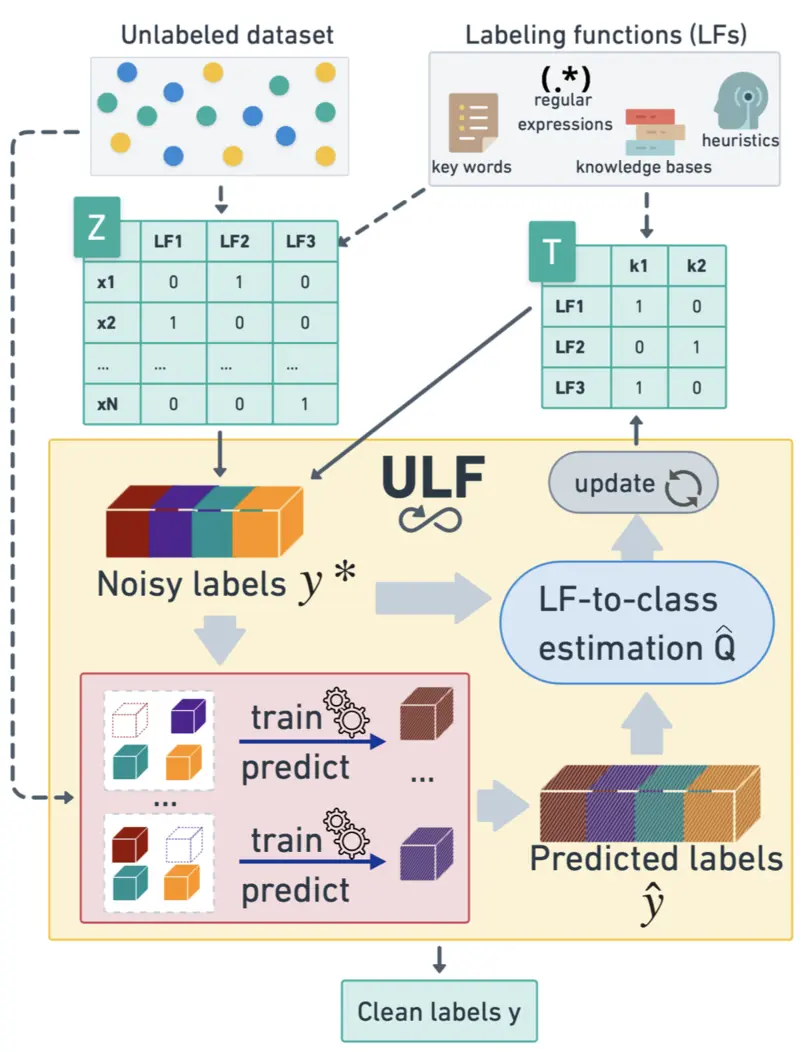 Unlabeled dataset
Labeling functions (LFs)
(.*)
regular
expressions
key words
knowledge bases
heuristics
Z
LF1 LF2 LF3
x1 0 1 0
x2 1 0 0
... ... ... ...
xN 0 0 1
T
k1 k2
LF1 1 0
LF2 0 1
LF3 1 0
ULF
update
Noisy labels y*
LF-to-class
estimation Q̂
train
predict
...
...
train
predict
Predicted labels
ŷ
Clean labels y